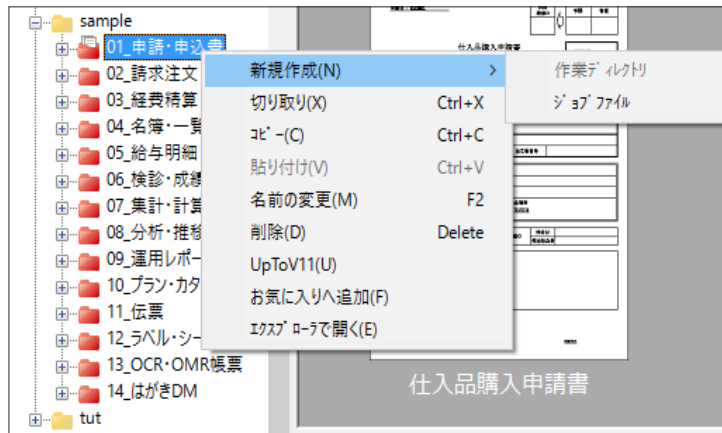 sample
01_申請・申込書
02_請求注文
03_経費精算
04_名簿・一覧
05_給与明細
06_検診・成績
07_集計・計算
08_分析・推移
09_運用レポー
10_プラン・カタ
11_伝票
12_ラベル・シー
13_OCR・OMR帳票
14_はがきDM
tut
新規作成(N) >
切り取り(X) Ctrl+X
ｺﾋﾟｰ(C) Ctrl+C
貼り付け(V) Ctrl+V
名前の変更(M) F2
削除(D) Delete
UpToV11(U)
お気に入りへ追加(F)
ｴｸｽﾌﾟﾛｰﾗで開く(E)
作業ﾃﾞｨﾚｸﾄﾘ
ｼﾞｮﾌﾞﾌｧｲﾙ
仕入品購入申請書
仕入品購入申請書